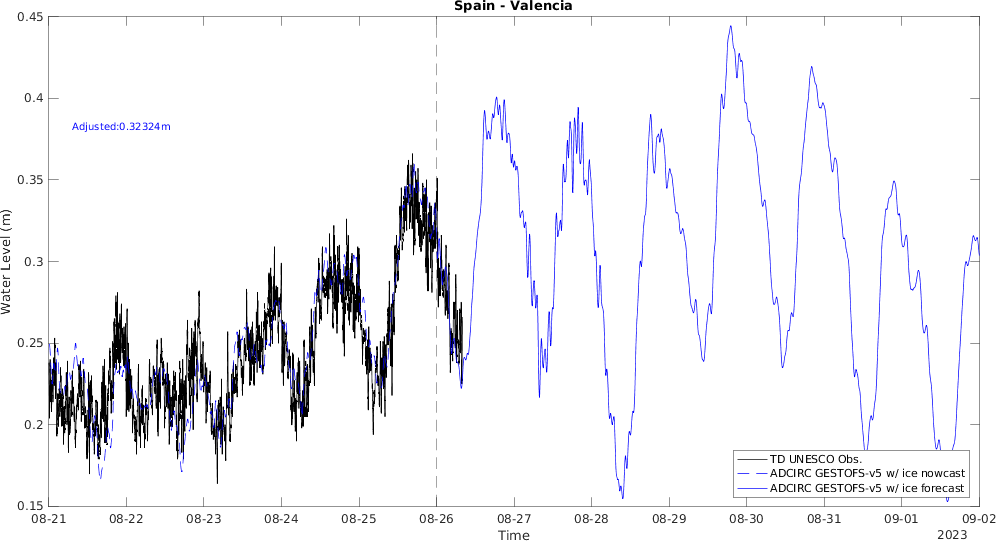 Spain - Valencia
0.45
0.4
0.35
0.3
0.25
0.2
0.15
Water Level (m)
Adjusted:0.32324m
TD UNESCO Obs.
ADCIRC GESTOFS-v5 w/ ice nowcast
ADCIRC GESTOFS-v5 w/ ice forecast
08-21 08-22 08-23 08-24 08-25 08-26 08-27 08-28 08-29 08-30 08-31 09-01 09-02
Time
2023